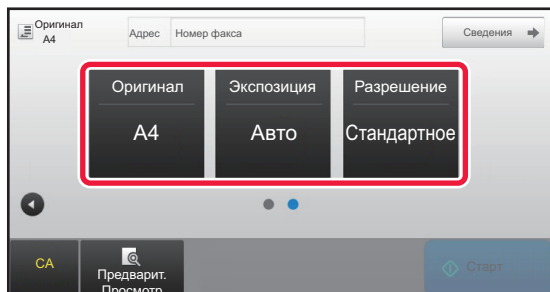 Оригинал
A4
Адрес Номер факса
Сведения
Оригинал Экспозиция Разрешение
A4 Авто Стандартное
CA
Предварит.
Просмотр
Старт